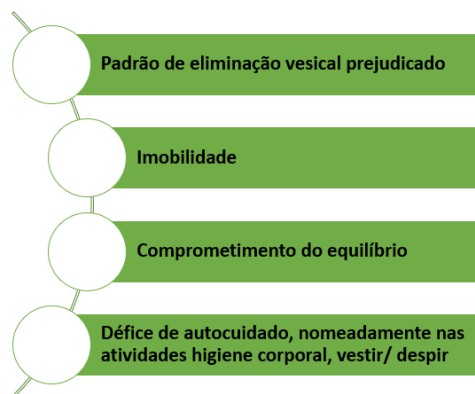 Padrão de eliminação vesical prejudicado
Imobilidade
Comprometimento do equilíbrio
Défice de autocuidado, nomeadamente nas
atividades higiene corporal, vestir/ despir